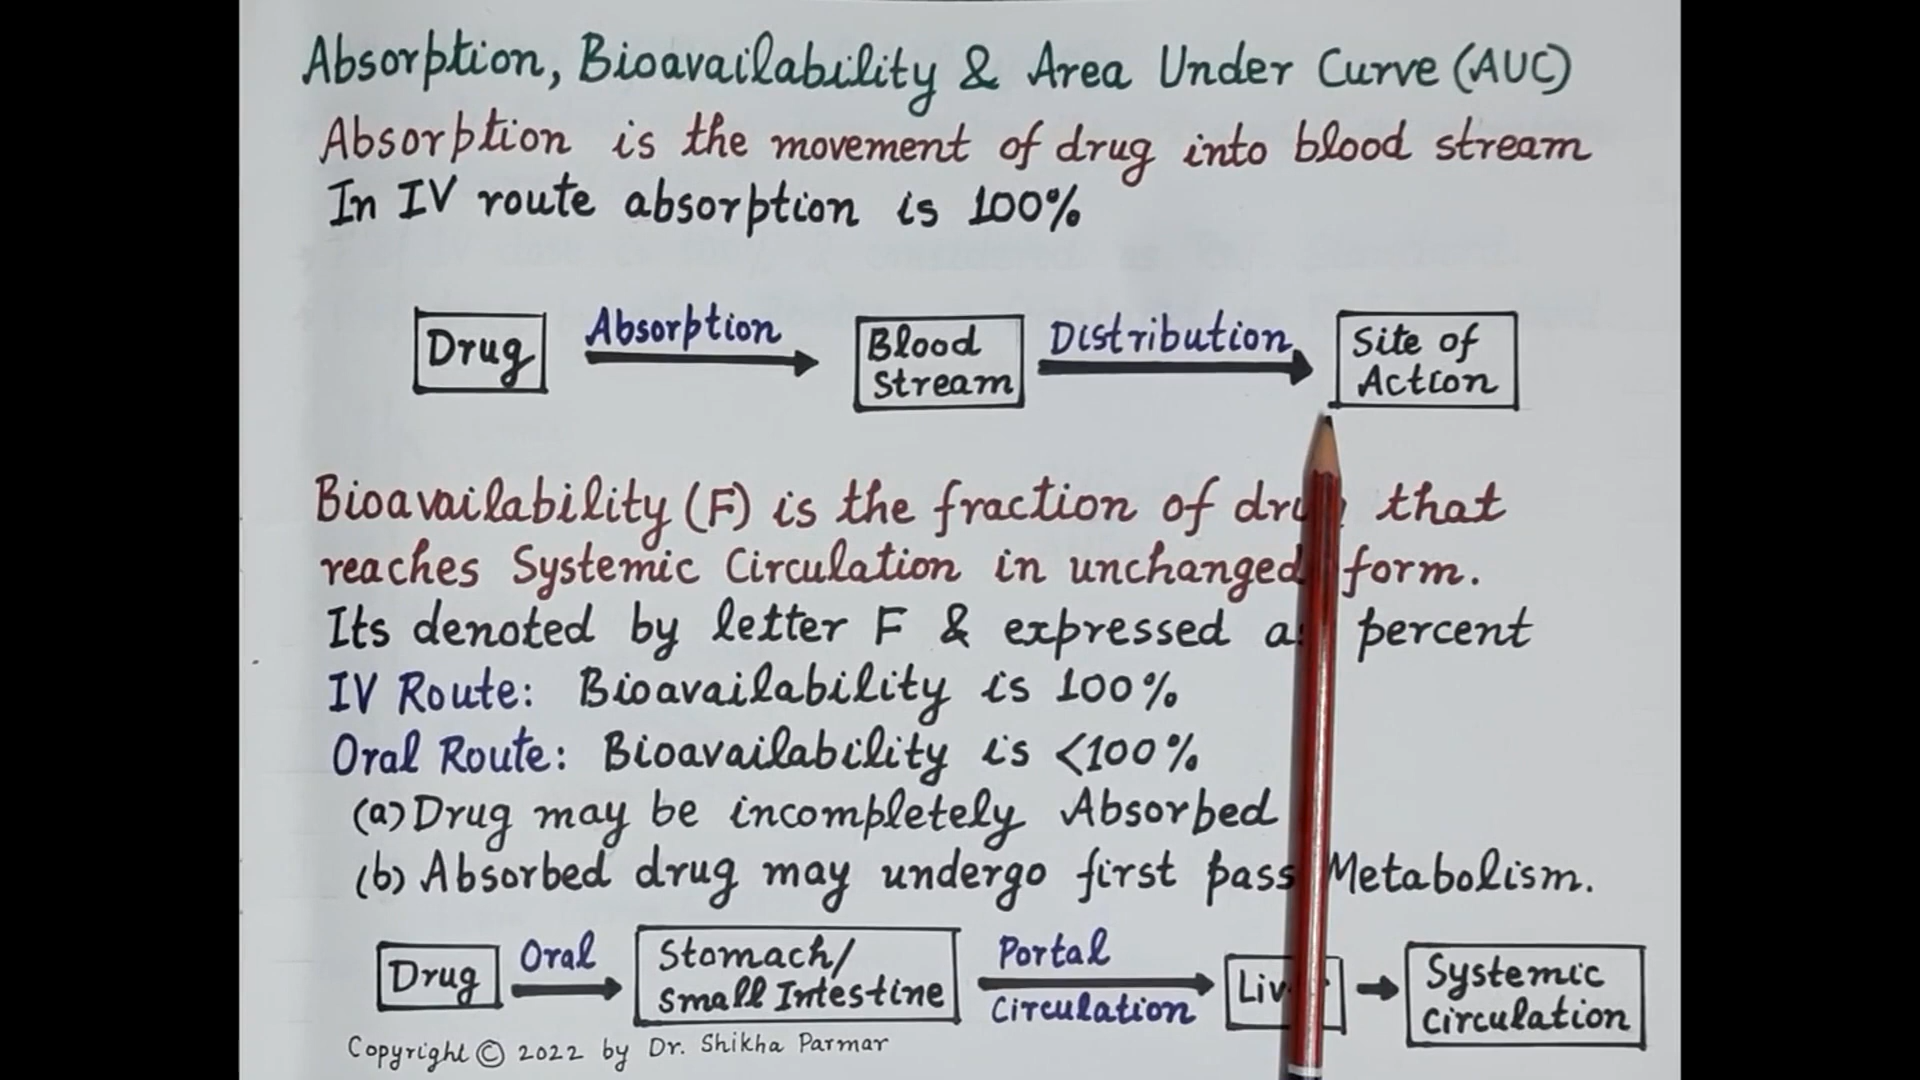 Absorption, Bioavailability & Area Under Curve (AUC)
Absorption is the movement of drug into blood stream
In IV route absorption is 100%
Drug
Absorption
Blood
Stream
Distribution
Site of
Action
Bioavailability (F) is the fraction of drug that
reaches Systemic Circulation in unchanged form.
Its denoted by letter F & expressed as percent
IV Route: Bioavailability is 100%
Oral Route: Bioavailability is <100%
(a) Drug may be incompletely Absorbed
(b) Absorbed drug may undergo first pass Metabolism.
Drug
Oral
Stomach/
Small Intestine
Portal
Circulation
Liver
Systemic
Circulation
Copyright © 2022 by Dr. Shikha Parmar